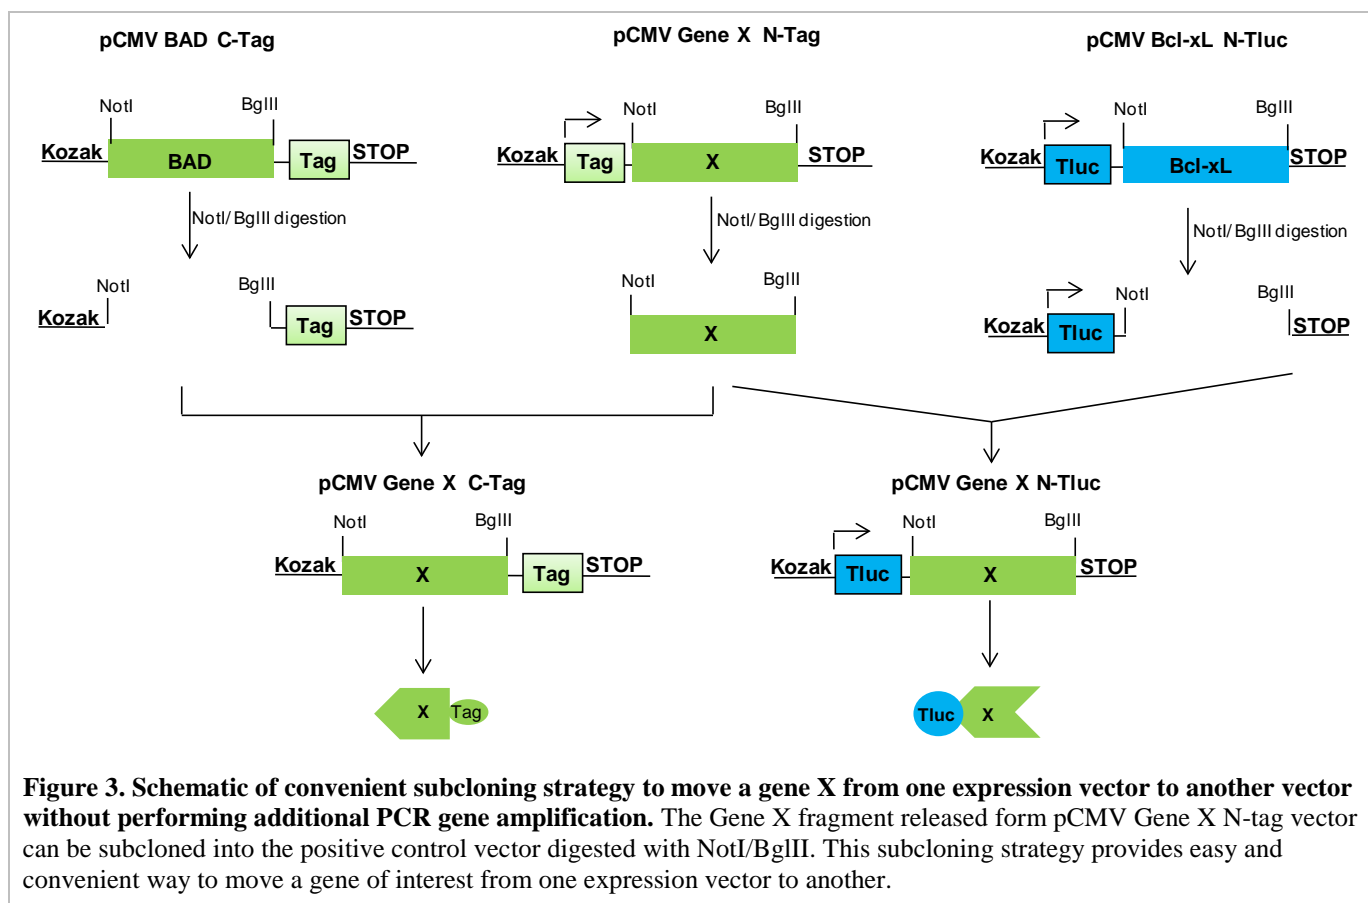 pCMV BAD C-Tag
pCMV Gene X N-Tag
pCMV Bcl-xL N-Tluc
NotI
BglII
NotI
BglII
NotI
BglII
Kozak
BAD
Tag
STOP
Kozak
Tag
X
STOP
Kozak
Tluc
Bcl-xL
STOP
NotI/ BglII digestion
NotI/ BglII digestion
NotI/ BglII digestion
NotI
BglII
NotI
BglII
NotI
BglII
Kozak
Tag
STOP
X
Kozak
Tluc
STOP
pCMV Gene X C-Tag
pCMV Gene X N-Tluc
NotI
BglII
NotI
BglII
Kozak
X
Tag
STOP
Kozak
Tluc
X
STOP
X
Tag
Tluc
X
Figure 3. Schematic of convenient subcloning strategy to move a gene X from one expression vector to another vector
without performing additional PCR gene amplification. The Gene X fragment released form pCMV Gene X N-tag vector
can be subcloned into the positive control vector digested with NotI/BglII. This subcloning strategy provides easy and
convenient way to move a gene of interest from one expression vector to another.